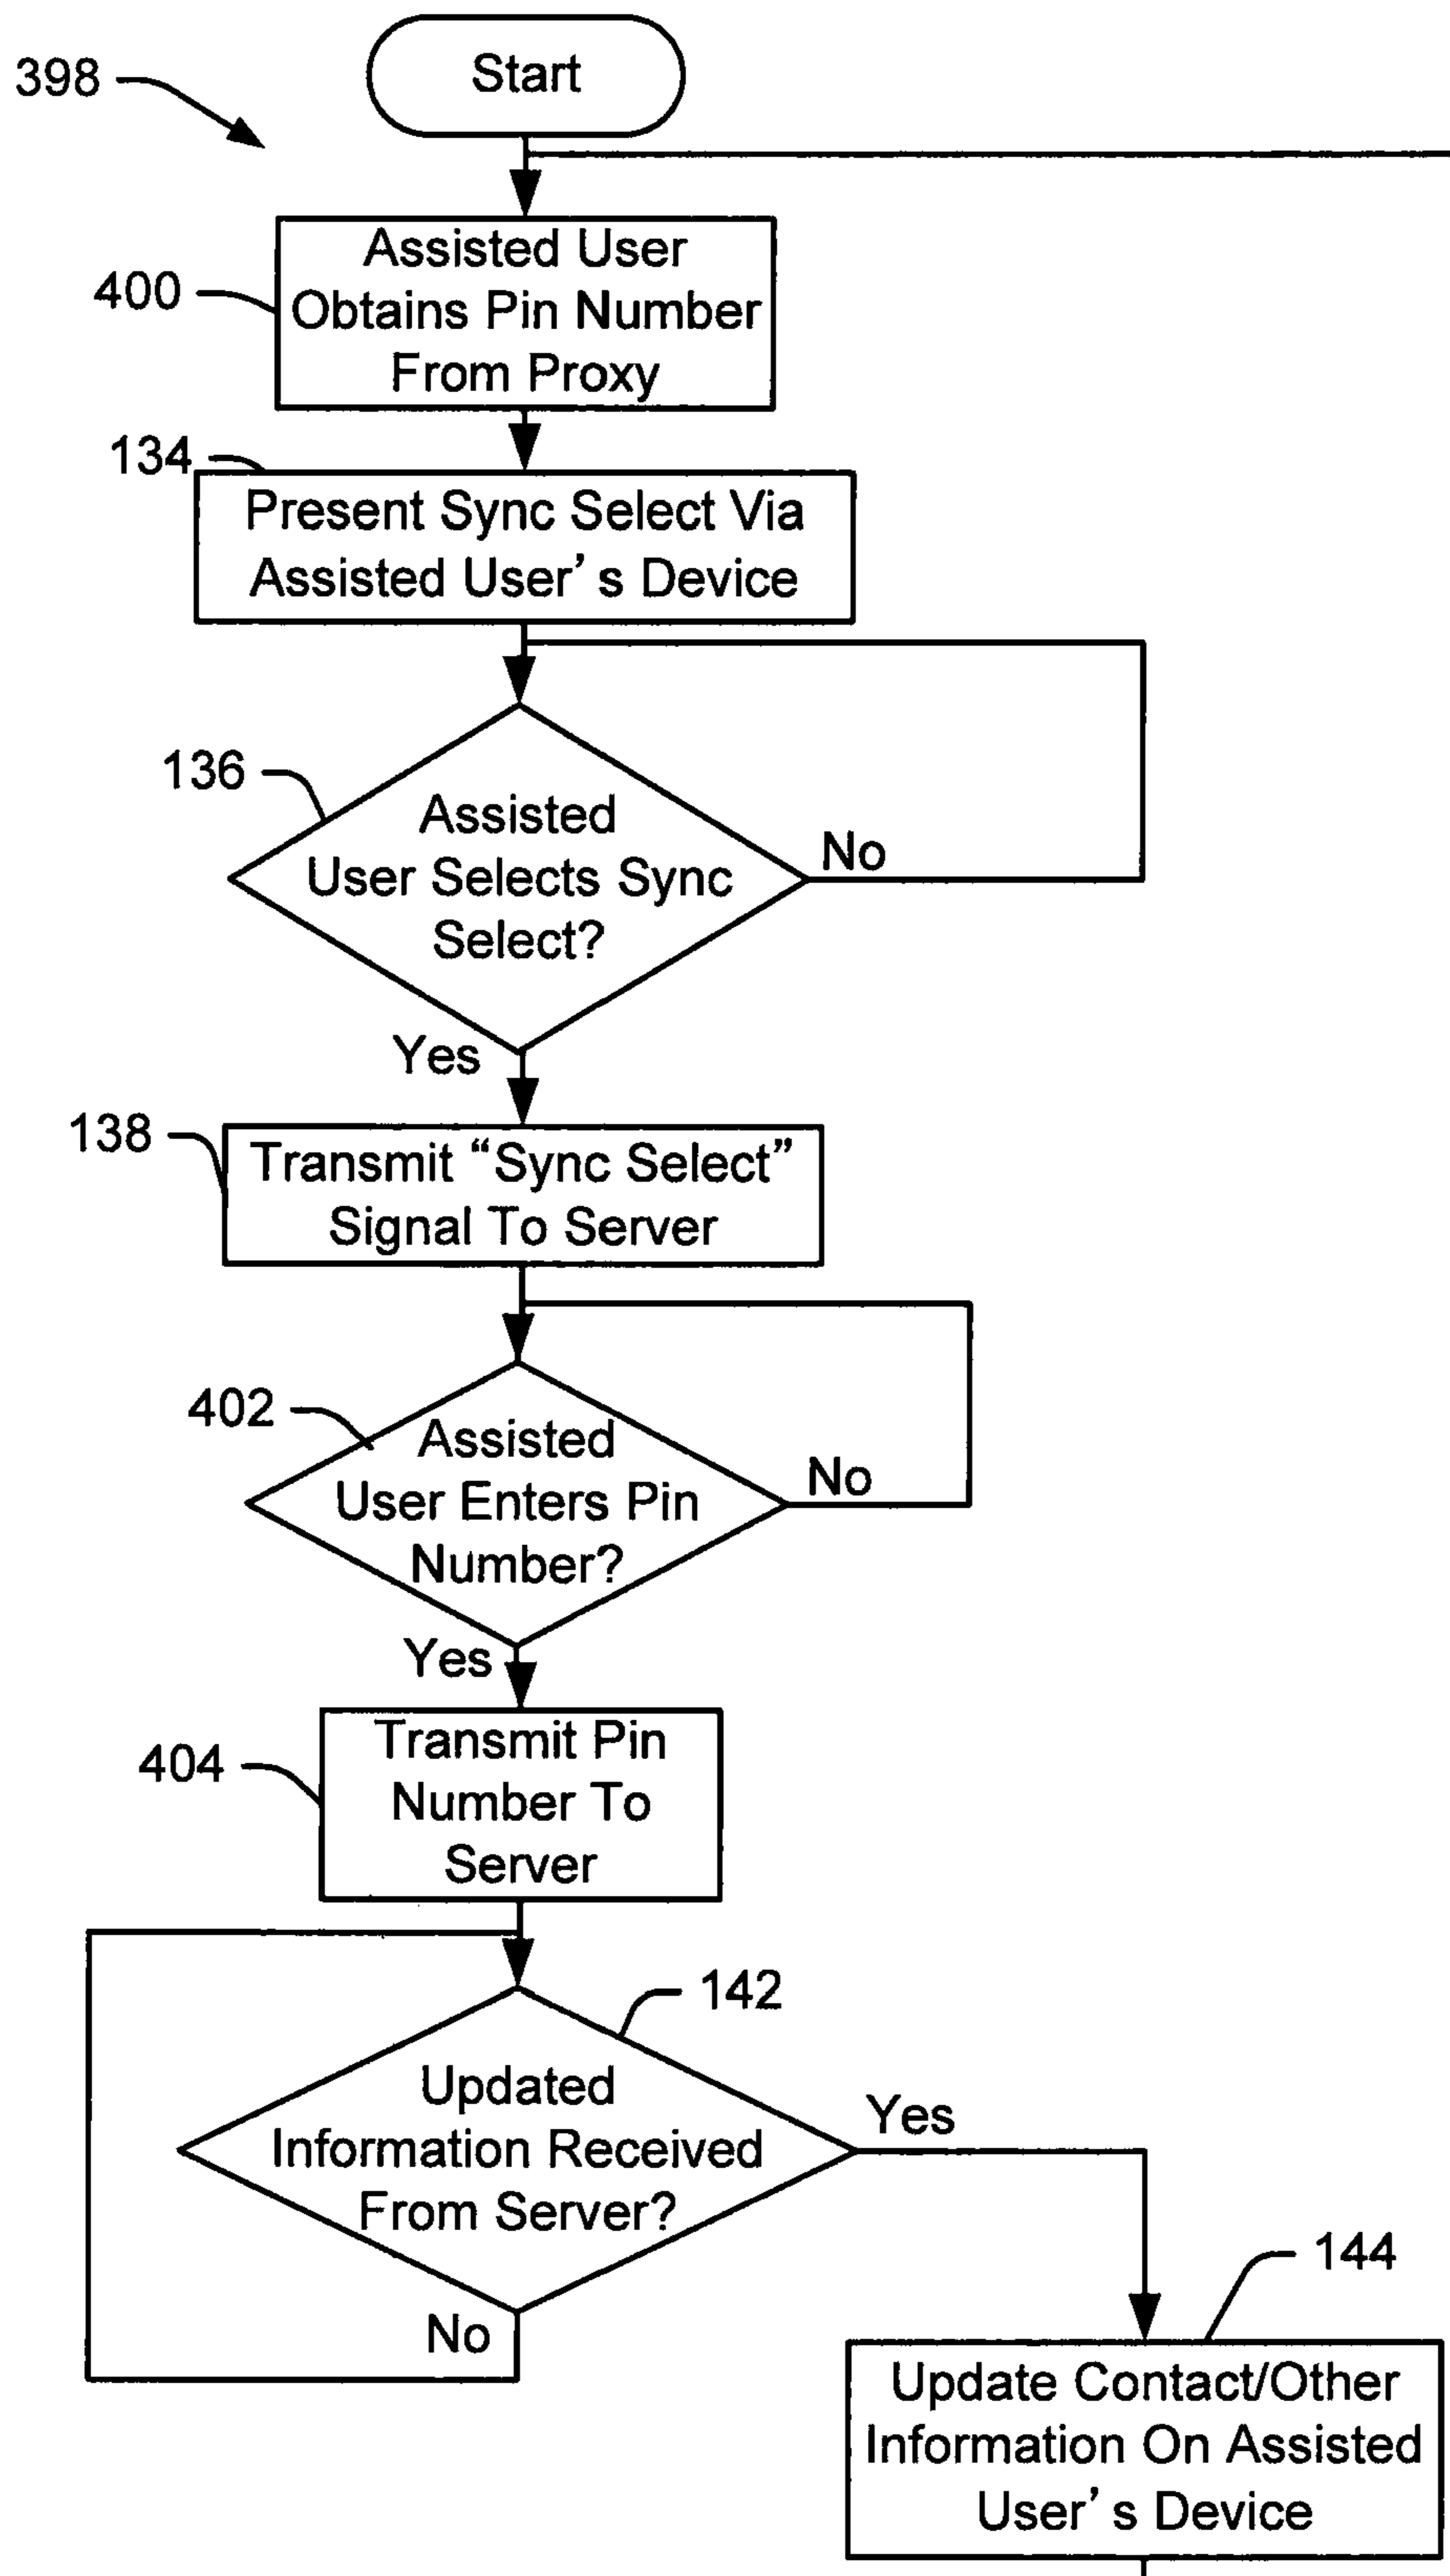 398
Start
400
Assisted User
Obtains Pin Number
From Proxy
134
Present Sync Select Via
Assisted User's Device
136
Assisted
User Selects Sync
Select?
No
Yes
138
Transmit “Sync Select”
Signal To Server
402
Assisted
User Enters Pin
Number?
No
Yes
404
Transmit Pin
Number To
Server
142
Updated
Information Received
From Server?
Yes
No
144
Update Contact/Other
Information On Assisted
User's Device